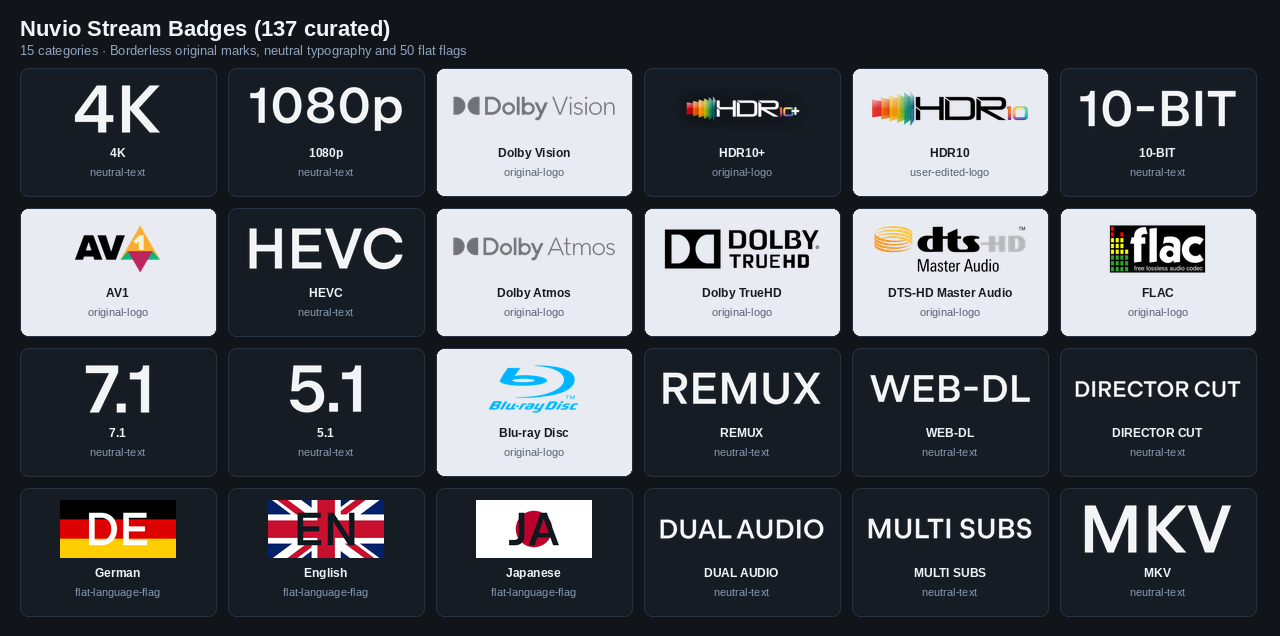 Nuvio Stream Badges (137 curated)
15 categories · Borderless original marks, neutral typography and 50 flat flags
4K
4K
neutral-text
1080p
1080p
neutral-text
Dolby Vision
Dolby Vision
original-logo
HDR10+
HDR10+
original-logo
HDR10
HDR10
user-edited-logo
10-BIT
10-BIT
neutral-text
AV1
AV1
original-logo
HEVC
HEVC
neutral-text
Dolby Atmos
Dolby Atmos
original-logo
DOLBY
TRUEHD
Dolby TrueHD
original-logo
dts-HD™
Master Audio
DTS-HD Master Audio
original-logo
flac
free lossless audio codec
FLAC
original-logo
7.1
7.1
neutral-text
5.1
5.1
neutral-text
Blu-ray Disc™
Blu-ray Disc
original-logo
REMUX
REMUX
neutral-text
WEB-DL
WEB-DL
neutral-text
DIRECTOR CUT
DIRECTOR CUT
neutral-text
DE
German
flat-language-flag
EN
English
flat-language-flag
JA
Japanese
flat-language-flag
DUAL AUDIO
DUAL AUDIO
neutral-text
MULTI SUBS
MULTI SUBS
neutral-text
MKV
MKV
neutral-text